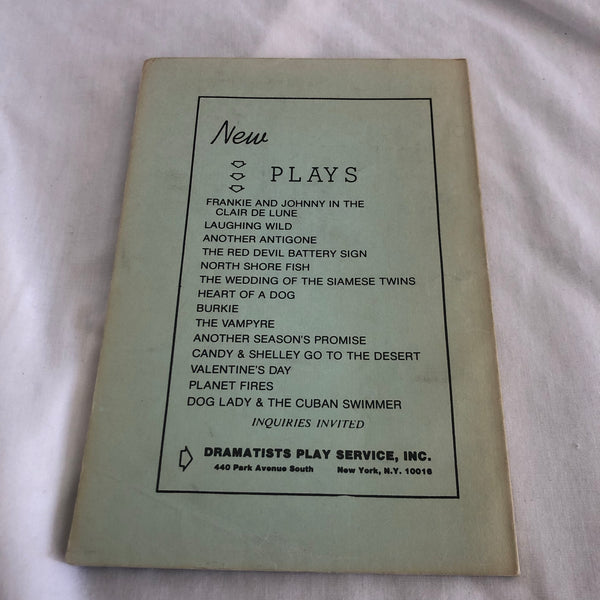 New
PLAYS
FRANKIE AND JOHNNY IN THE
CLAIR DE LUNE
LAUGHING WILD
ANOTHER ANTIGONE
THE RED DEVIL BATTERY SIGN
NORTH SHORE FISH
THE WEDDING OF THE SIAMESE TWINS
HEART OF A DOG
BURKIE
THE VAMPYRE
ANOTHER SEASON'S PROMISE
CANDY & SHELLEY GO TO THE DESERT
VALENTINE'S DAY
PLANET FIRES
DOG LADY & THE CUBAN SWIMMER
INQUIRIES INVITED
DRAMATISTS PLAY SERVICE, INC.
440 Park Avenue South New York, N.Y. 10016